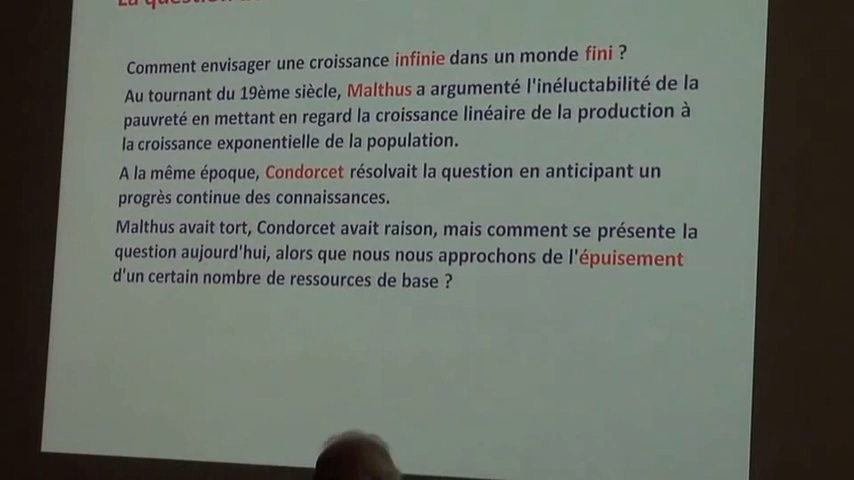 La question
Comment envisager une croissance infinie dans un monde fini ?
Au tournant du 19ème siècle, Malthus a argumenté l'inéluctabilité de la
pauvreté en mettant en regard la croissance linéaire de la production à
la croissance exponentielle de la population.
A la même époque, Condorcet résolvait la question en anticipant un
progrès continue des connaissances.
Malthus avait tort, Condorcet avait raison, mais comment se présente la
question aujourd'hui, alors que nous nous approchons de l'épuisement
d'un certain nombre de ressources de base ?